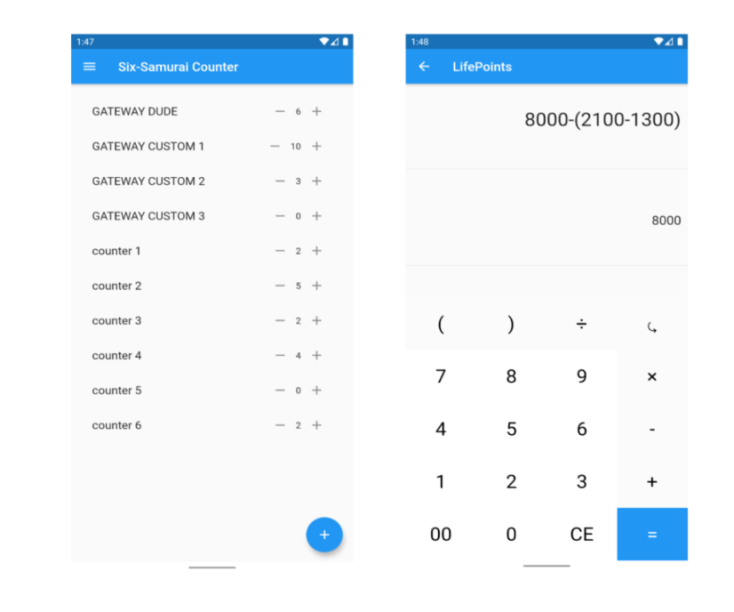 1:47
Six-Samurai Counter
GATEWAY DUDE — 6 +
GATEWAY CUSTOM 1 — 10 +
GATEWAY CUSTOM 2 — 3 +
GATEWAY CUSTOM 3 — 0 +
counter 1 — 2 +
counter 2 — 5 +
counter 3 — 2 +
counter 4 — 4 +
counter 5 — 0 +
counter 6 — 2 +
+
1:48
← LifePoints
8000-(2100-1300)
8000
( ) ÷
7 8 9 ×
4 5 6 -
1 2 3 +
00 0 CE =